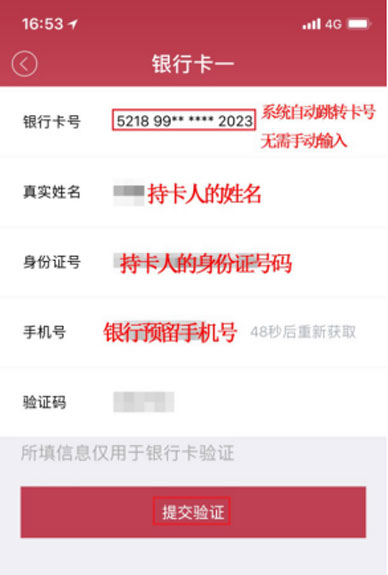 16:53 4G
银行卡一
银行卡号 5218 99** **** 2023 系统自动跳转卡号
无需手动输入
真实姓名 持卡人的姓名
身份证号 持卡人的身份证号码
手机号 银行预留手机号 48秒后重新获取
验证码
所填信息仅用于银行卡验证
提交验证